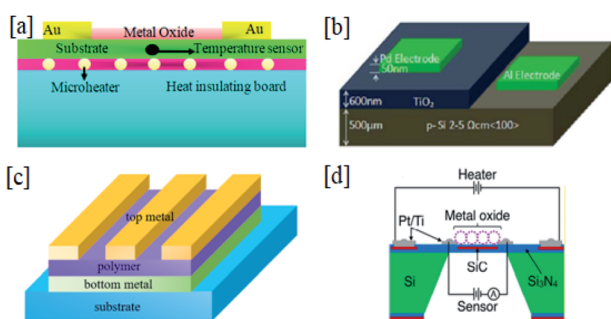 [a]
Au
Metal Oxide
Au
Substrate
Temperature sensor
Microheater
Heat insulating board
[b]
Pd Electrode
50nm
Al Electrode
600nm
TiO₂
500μm
p- Si 2-5 Ωcm<100>
[c]
top metal
polymer
bottom metal
substrate
[d]
Heater
Pt/Ti
Metal oxide
SiC
Si
Si₃N₄
Sensor
A